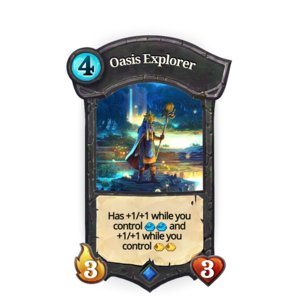 4
Oasis Explorer
Has +1/+1 while you
control and
+1/+1 while you
control
3
3